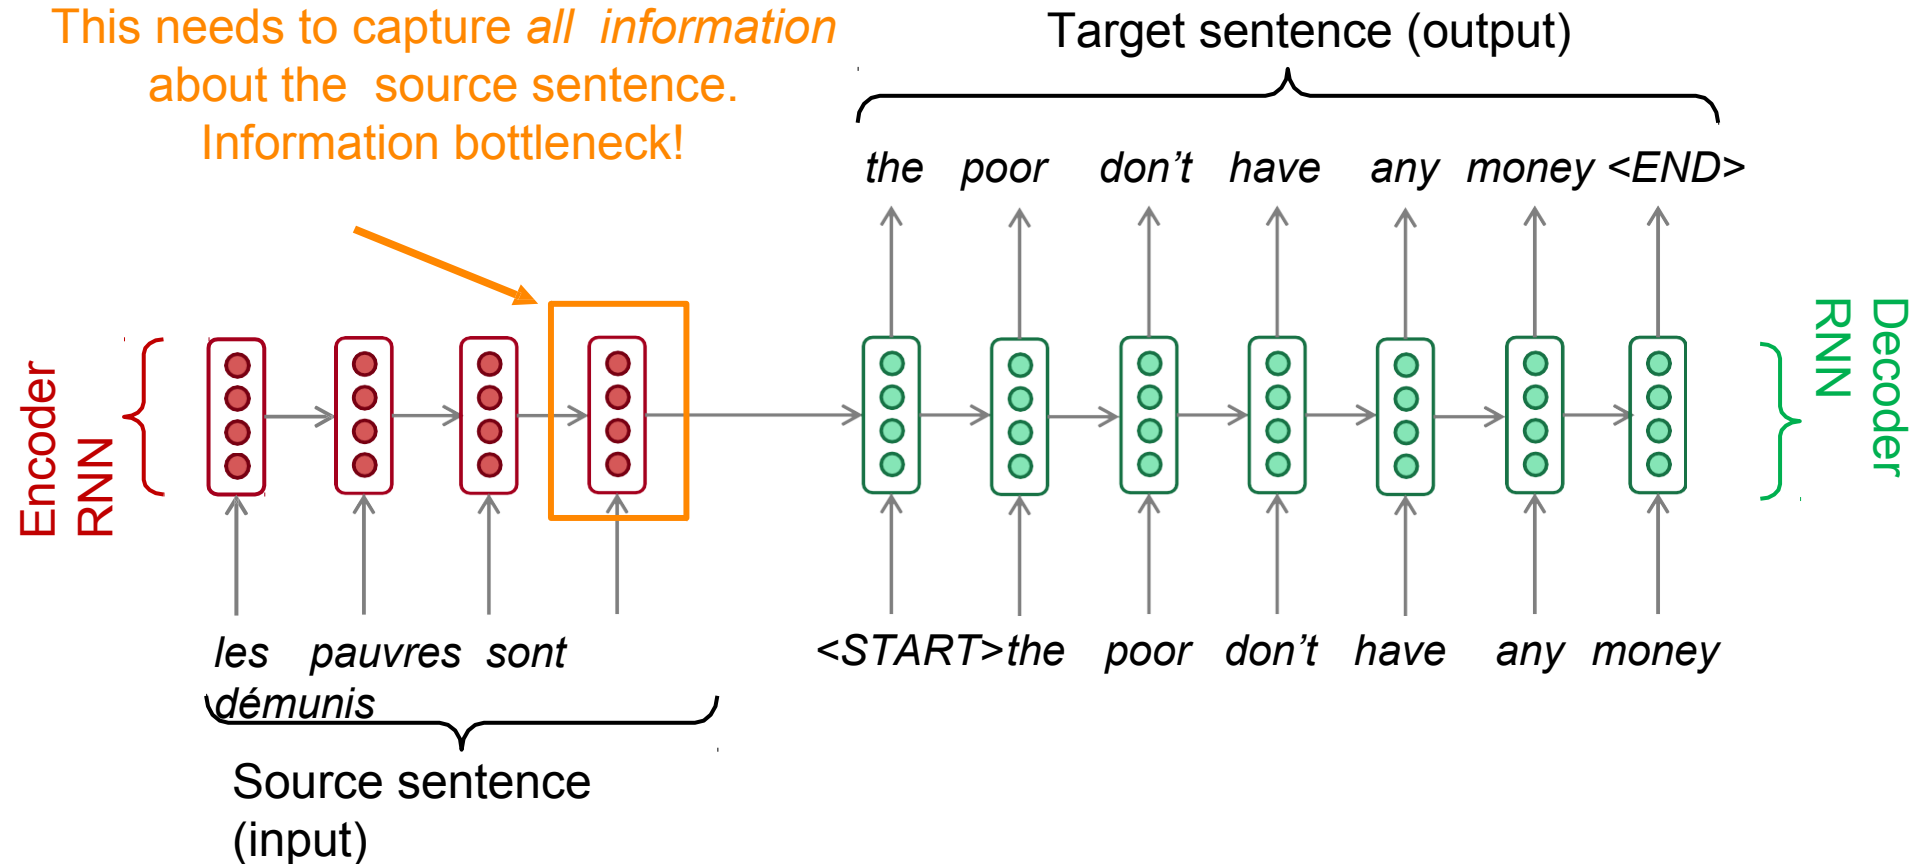 This needs to capture all information
about the source sentence.
Information bottleneck!
Target sentence (output)
the poor don't have any money <END>
Encoder
RNN
Decoder
RNN
les pauvres sont
démunis
<START> the poor don't have any money
Source sentence
(input)